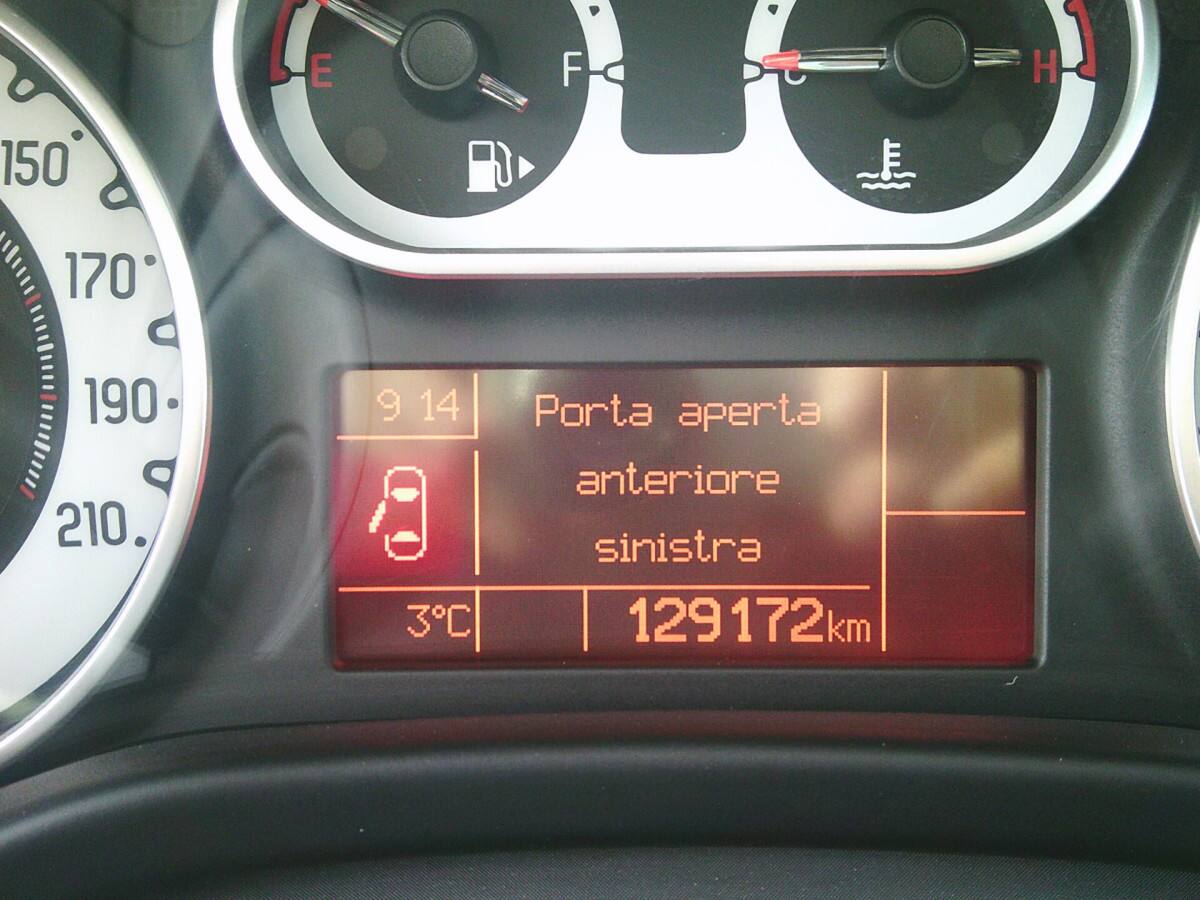 E F C H
150
170
190
210
9 14
Porta aperta
anteriore
sinistra
3°C
129172km